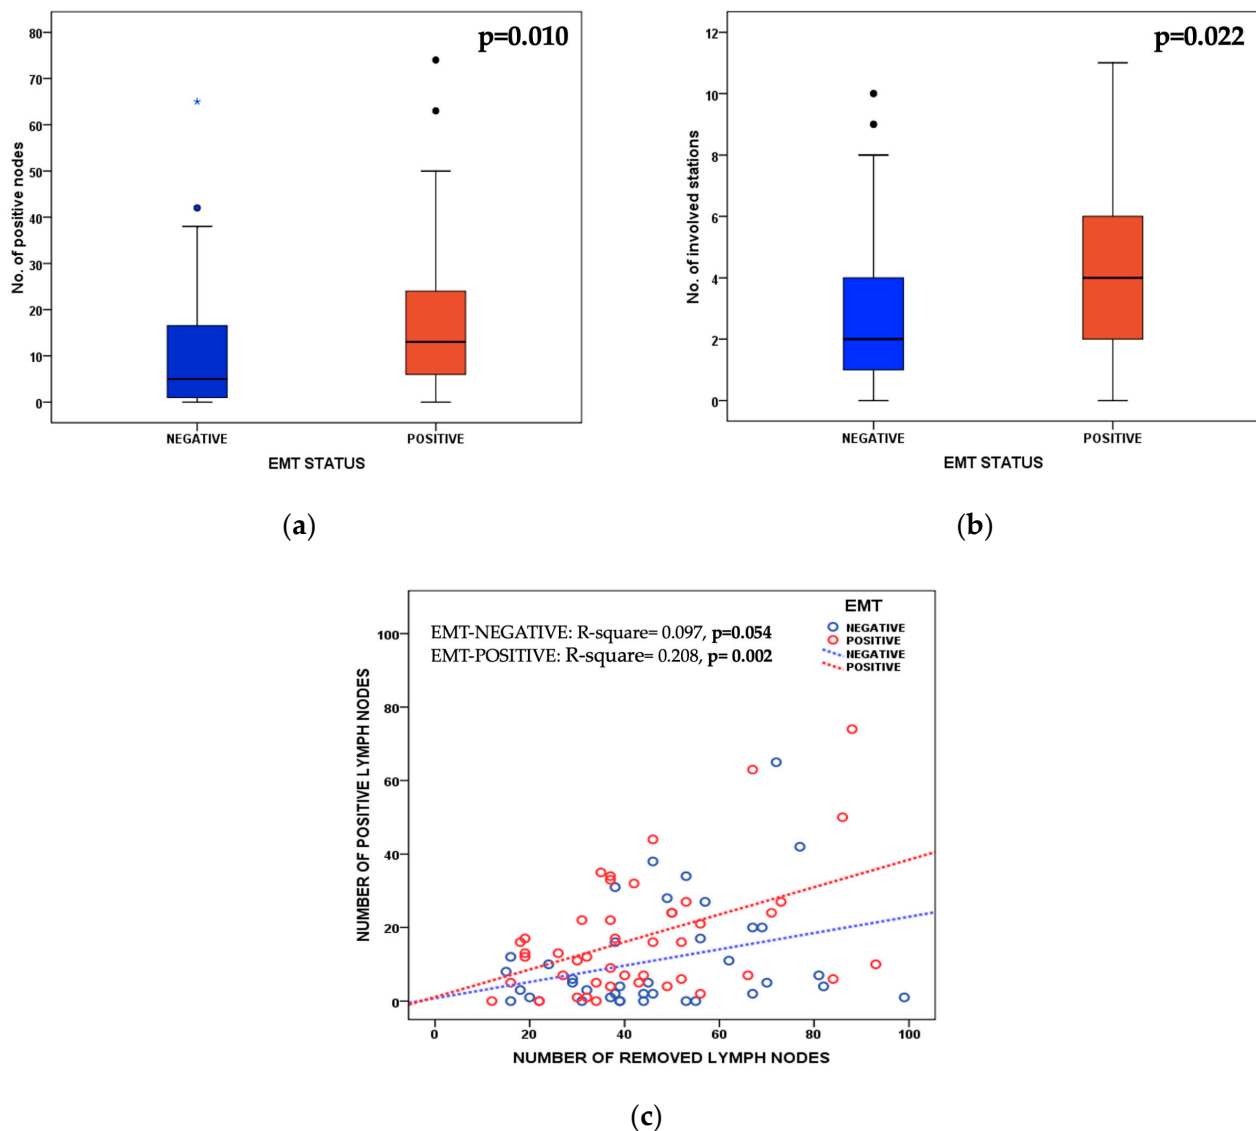 p=0.010
No. of positive nodes
80
70
60
50
40
30
20
10
0
NEGATIVE POSITIVE
EMT STATUS
(a)
p=0.022
No. of involved stations
12
10
8
6
4
2
0
NEGATIVE POSITIVE
EMT STATUS
(b)
EMT-NEGATIVE: R-square= 0.097, p=0.054
EMT-POSITIVE: R-square= 0.208, p= 0.002
EMT
NEGATIVE
POSITIVE
NEGATIVE
POSITIVE
NUMBER OF POSITIVE LYMPH NODES
100
80
60
40
20
0
0 20 40 60 80 100
NUMBER OF REMOVED LYMPH NODES
(c)